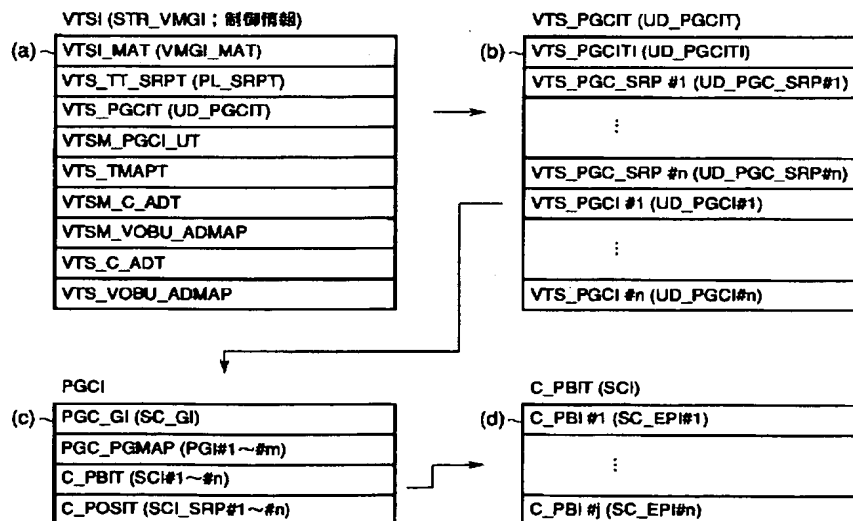 VTSI (STR_VMGI ; 制御情報)
(a)
VTSI_MAT (VMGI_MAT)
VTS_TT_SRPT (PL_SRPT)
VTS_PGCIT (UD_PGCIT)
VTSM_PGCI_UT
VTS_TMAPT
VTSM_C_ADT
VTSM_VOBU_ADMAP
VTS_C_ADT
VTS_VOBU_ADMAP
VTS_PGCIT (UD_PGCIT)
(b)
VTS_PGCITI (UD_PGCITI)
VTS_PGC_SRP #1 (UD_PGC_SRP#1)
⋮
VTS_PGC_SRP #n (UD_PGC_SRP#n)
VTS_PGCI #1 (UD_PGCI#1)
⋮
VTS_PGCI #n (UD_PGCI#n)
PGCI
(c)
PGC_GI (SC_GI)
PGC_PGMAP (PGI#1~#m)
C_PBIT (SCI#1~#n)
C_POSIT (SCI_SRP#1~#n)
C_PBIT (SCI)
(d)
C_PBI #1 (SC_EPI#1)
⋮
C_PBI #j (SC_EPI#n)